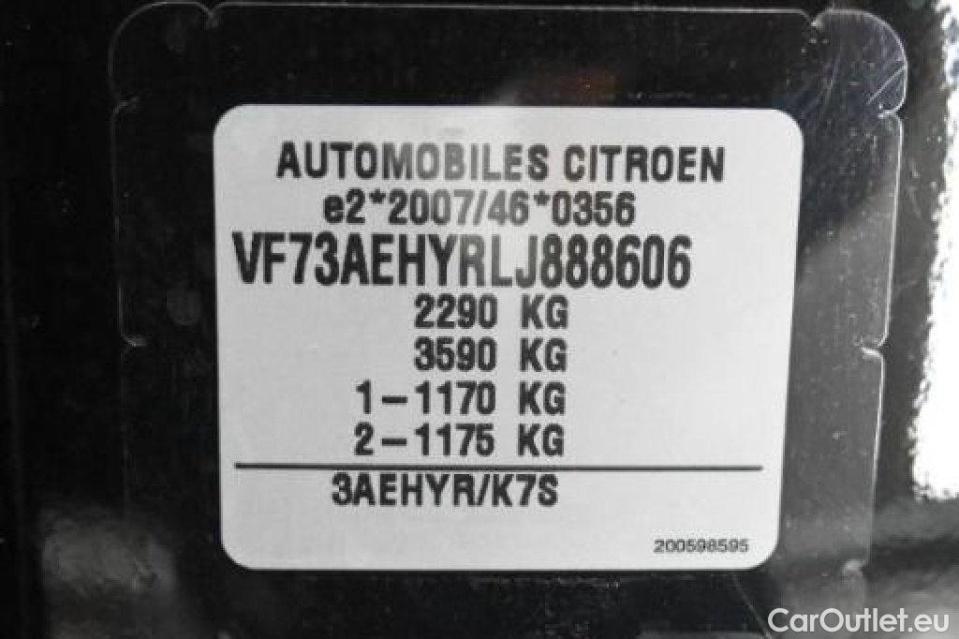 AUTOMOBILES CITROEN
e2*2007/46*0356
VF73AEHYRLJ888606
2290 KG
3590 KG
1-1170 KG
2-1175 KG
3AEHYR/K7S
200598595
CarOutlet.eu